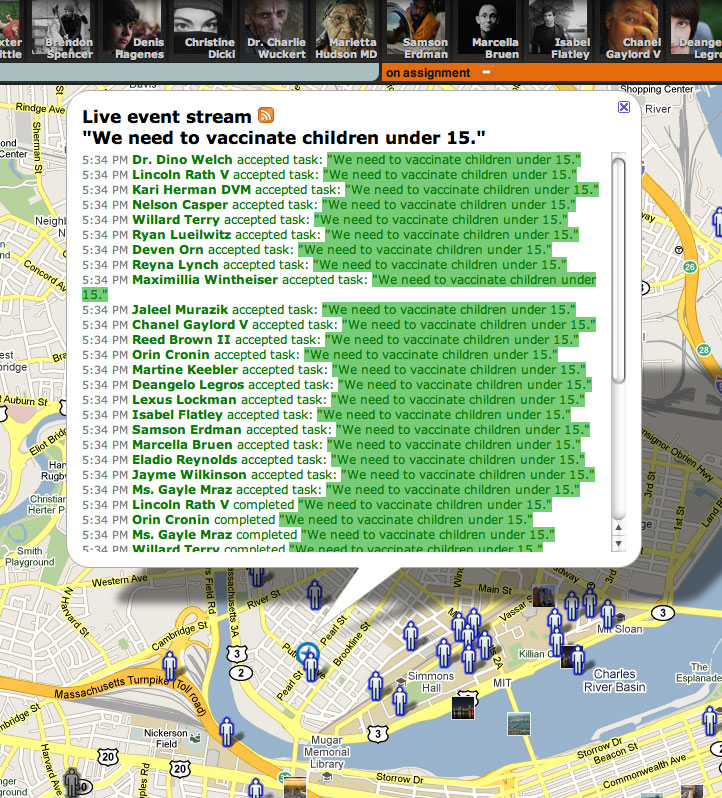 Brendon
Spencer
Denis
Hagenes
Christine
Dicki
Dr. Charlie
Wuckert
Marietta
Hudson MD
Samson
Erdman
Marcella
Bruen
Isabel
Flatley
Chanel
Gaylord V
Deange
Legro
on assignment
Shopping Center
River
Ridge Ave
Davis
Sherman St
Live event stream
"We need to vaccinate children under 15."
5:34 PM Dr. Dino Welch accepted task: "We need to vaccinate children under 15."
5:34 PM Lincoln Rath V accepted task: "We need to vaccinate children under 15."
5:34 PM Kari Herman DVM accepted task: "We need to vaccinate children under 15."
5:34 PM Nelson Casper accepted task: "We need to vaccinate children under 15."
5:34 PM Willard Terry accepted task: "We need to vaccinate children under 15."
5:34 PM Ryan Lueilwitz accepted task: "We need to vaccinate children under 15."
5:34 PM Deven Orn accepted task: "We need to vaccinate children under 15."
5:34 PM Reyna Lynch accepted task: "We need to vaccinate children under 15."
5:34 PM Maximillia Wintheiser accepted task: "We need to vaccinate children under
15."
5:34 PM Jaleel Murazik accepted task: "We need to vaccinate children under 15."
5:34 PM Chanel Gaylord V accepted task: "We need to vaccinate children under 15."
5:34 PM Reed Brown II accepted task: "We need to vaccinate children under 15."
5:34 PM Orin Cronin accepted task: "We need to vaccinate children under 15."
5:34 PM Martine Keebler accepted task: "We need to vaccinate children under 15."
5:34 PM Deangelo Legros accepted task: "We need to vaccinate children under 15."
5:34 PM Lexus Lockman accepted task: "We need to vaccinate children under 15."
5:34 PM Isabel Flatley accepted task: "We need to vaccinate children under 15."
5:34 PM Samson Erdman accepted task: "We need to vaccinate children under 15."
5:34 PM Marcella Bruen accepted task: "We need to vaccinate children under 15."
5:34 PM Eladio Reynolds accepted task: "We need to vaccinate children under 15."
5:34 PM Jayme Wilkinson accepted task: "We need to vaccinate children under 15."
5:34 PM Ms. Gayle Mraz accepted task: "We need to vaccinate children under 15."
5:34 PM Lincoln Rath V completed "We need to vaccinate children under 15."
5:34 PM Orin Cronin completed "We need to vaccinate children under 15."
5:34 PM Ms. Gayle Mraz completed "We need to vaccinate children under 15."
5:34 PM Willard Terry completed "We need to vaccinate children under 15."
Concord Ave
26
28
Auburn St
3rd St
1st St
Smith
Playground
Western Ave
River St
Main St
N Harvard St
Cambridge St
Massachusetts 3A
Pearl St
Brookline St
Vassar
3
Mit Sloan
Killian
3
2
Pearl St
2A
Simmons
Hall
MIT
Charles
River Basin
The
Esplanade
Massachusetts Turnpike (Toll road)
Nickerson
Field
3
Mugar
Memorial
Library
20
20
Harvard Ave
Storrow Dr
Storrow Dr
Beacon St
Commonwealth Ave